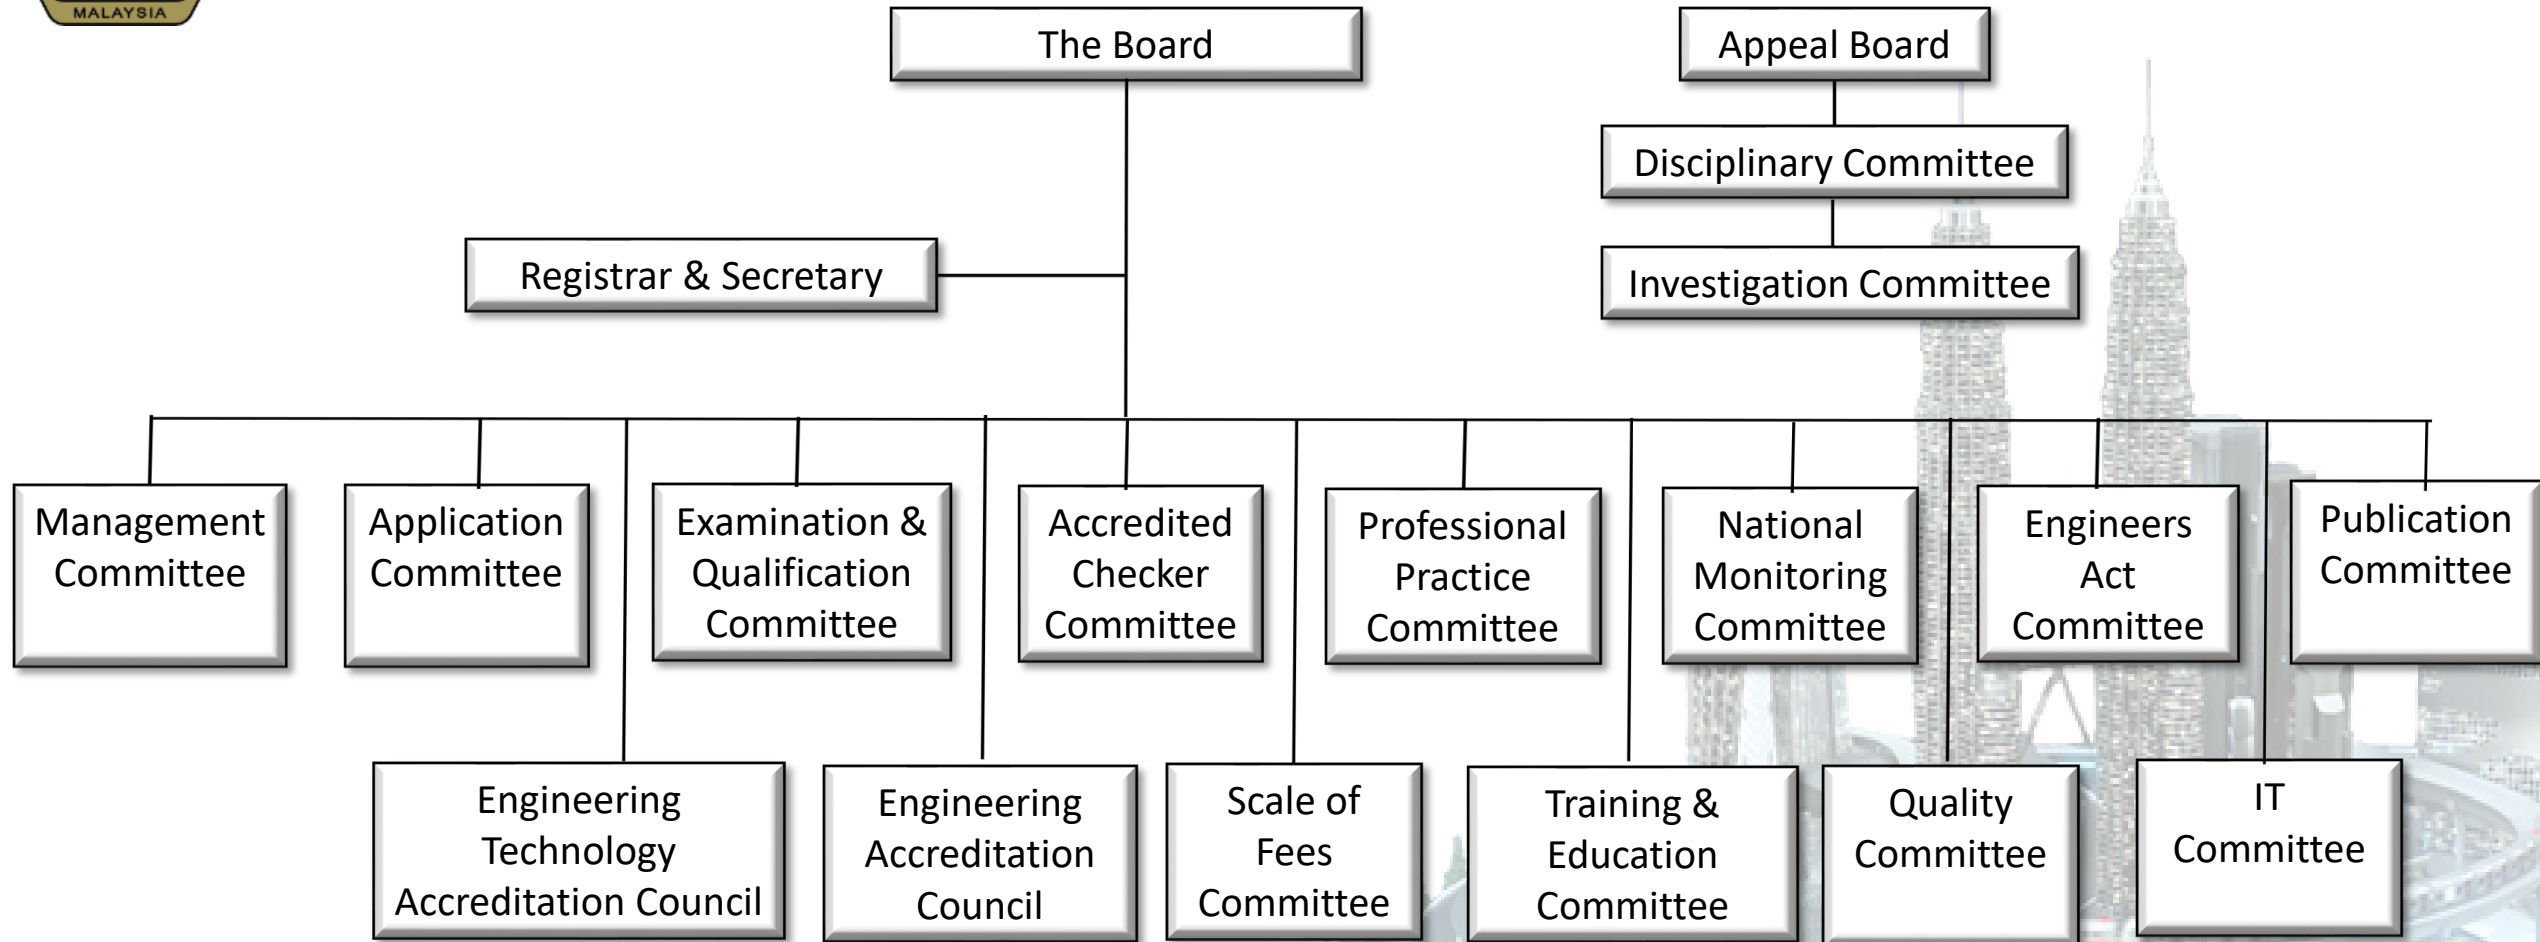 MALAYSIA
The Board
Appeal Board
Disciplinary Committee
Registrar & Secretary
Investigation Committee
Management
Committee
Application
Committee
Examination &
Qualification
Committee
Accredited
Checker
Committee
Professional
Practice
Committee
National
Monitoring
Committee
Engineers
Act
Committee
Publication
Committee
Engineering
Technology
Accreditation Council
Engineering
Accreditation
Council
Scale of
Fees
Committee
Training &
Education
Committee
Quality
Committee
IT
Committee